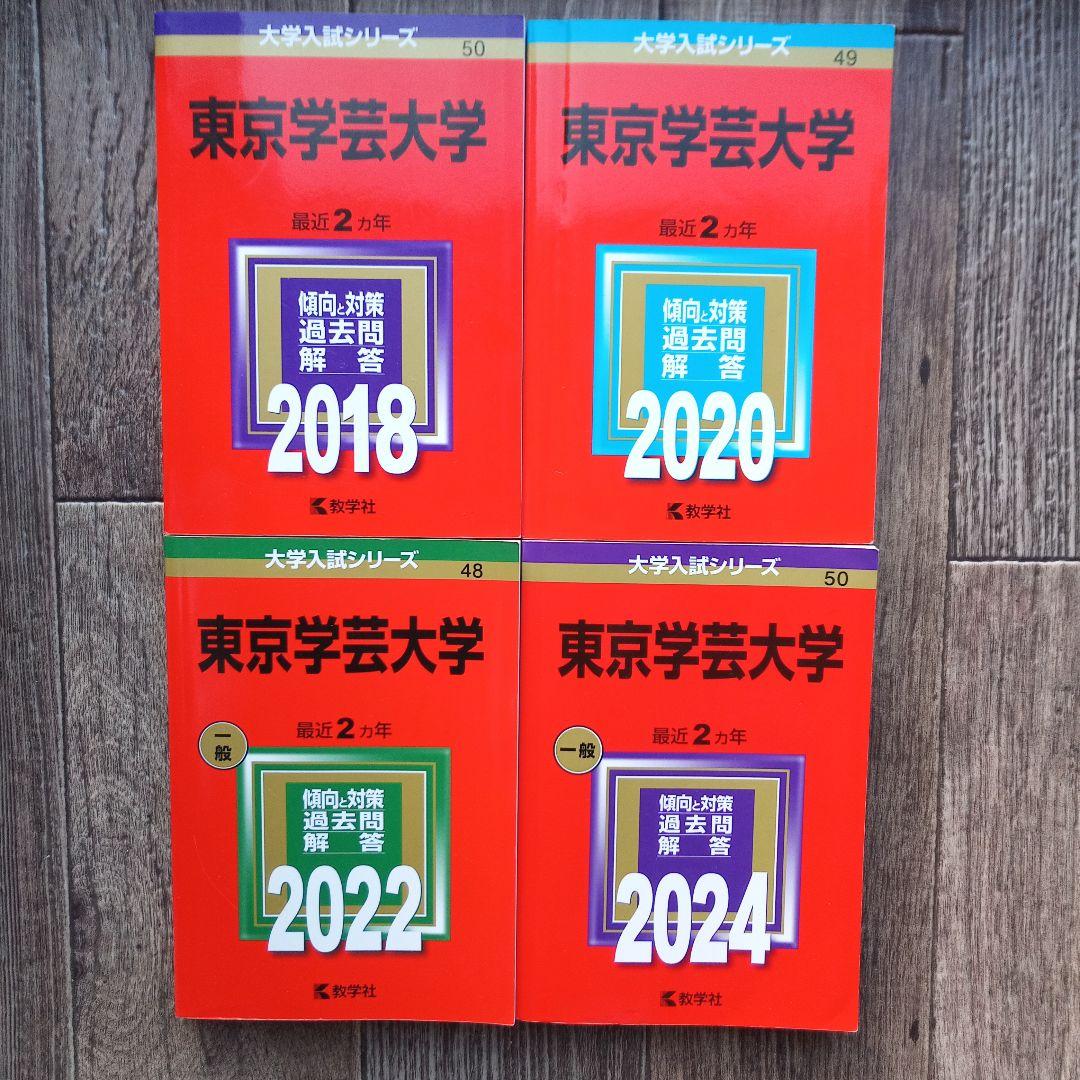 大学入試シリーズ
50
東京学芸大学
最近2カ年
傾向と対策
過去問
解答
2018
教学社
大学入試シリーズ
49
東京学芸大学
最近2カ年
傾向と対策
過去問
解答
2020
教学社
大学入試シリーズ
48
東京学芸大学
最近2カ年
一般
傾向と対策
過去問
解答
2022
教学社
大学入試シリーズ
50
東京学芸大学
最近2カ年
一般
傾向と対策
過去問
解答
2024
教学社